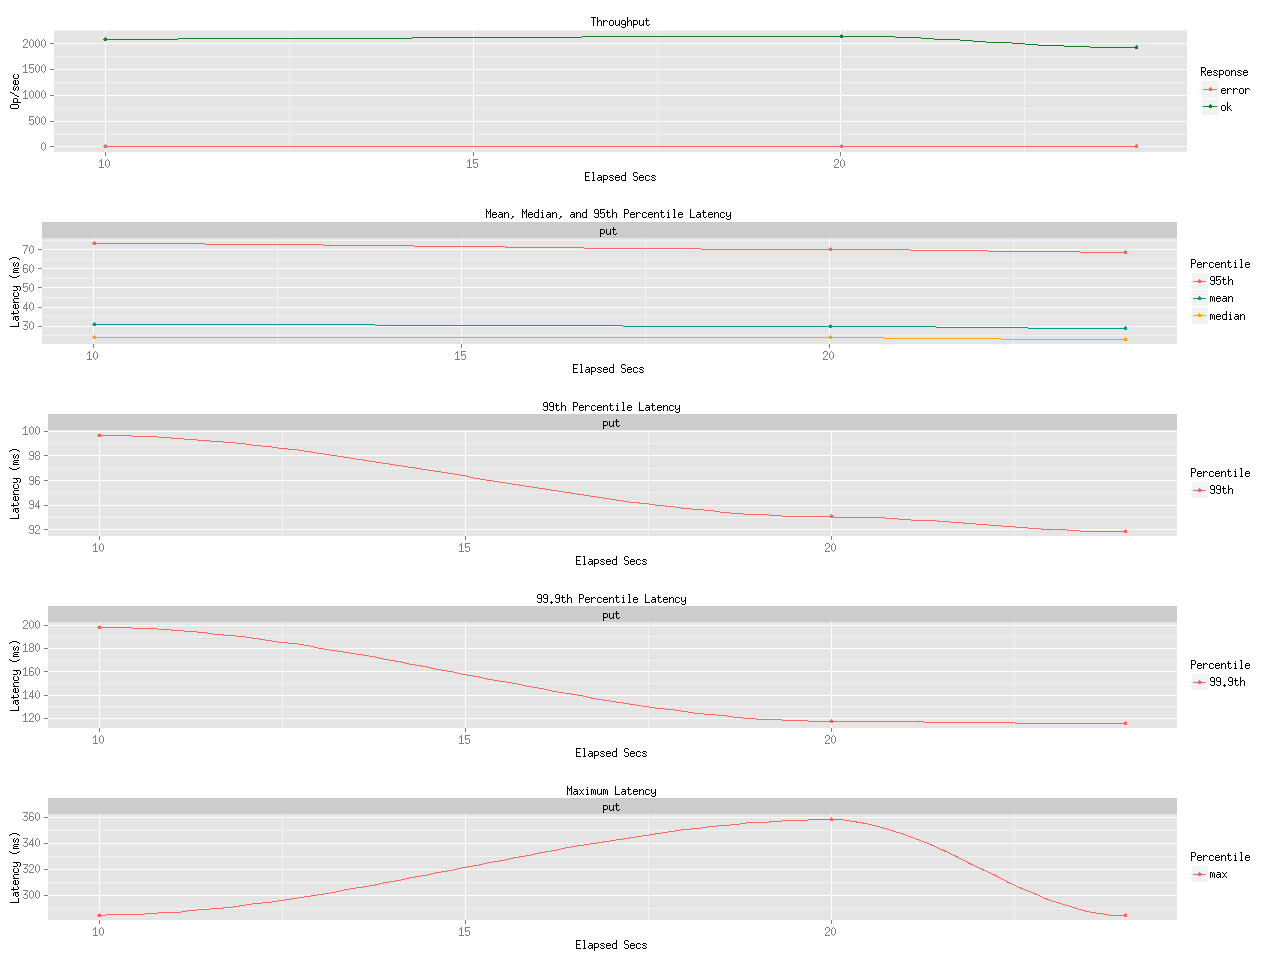 Throughput
2000
1500
1000
500
0
Op/sec
10
15
20
Elapsed Secs
Response
error
ok
Mean, Median, and 95th Percentile Latency
put
70
60
50
40
30
Latency (ms)
10
15
20
Elapsed Secs
Percentile
95th
mean
median
99th Percentile Latency
put
100
98
96
94
92
Latency (ms)
10
15
20
Elapsed Secs
Percentile
99th
99.9th Percentile Latency
put
200
180
160
140
120
Latency (ms)
10
15
20
Elapsed Secs
Percentile
99.9th
Maximum Latency
put
360
340
320
300
Latency (ms)
10
15
20
Elapsed Secs
Percentile
max